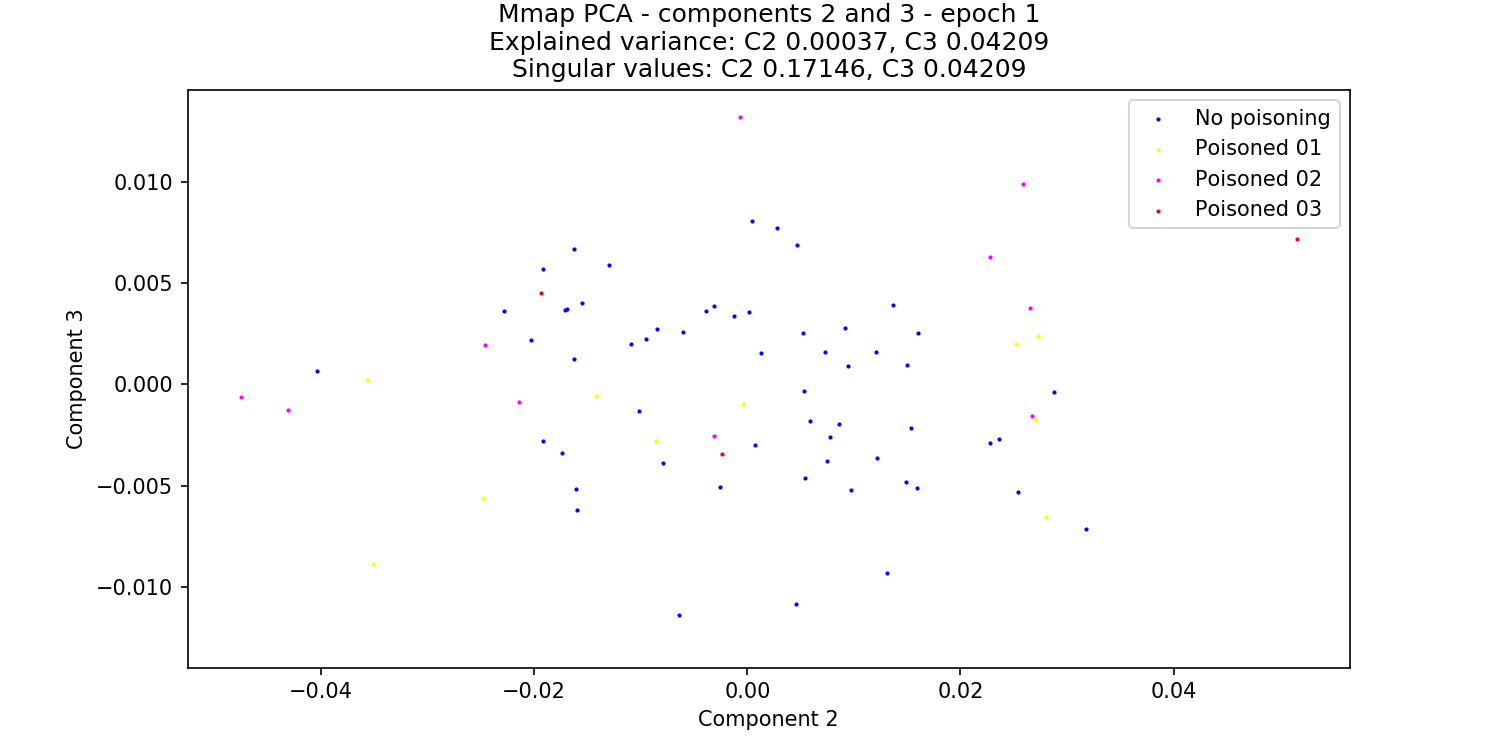 Mmap PCA - components 2 and 3 - epoch 1
Explained variance: C2 0.00037, C3 0.04209
Singular values: C2 0.17146, C3 0.04209
No poisoning
Poisoned 01
Poisoned 02
Poisoned 03
0.010
0.005
0.000
−0.005
−0.010
Component 3
−0.04
−0.02
0.00
0.02
0.04
Component 2